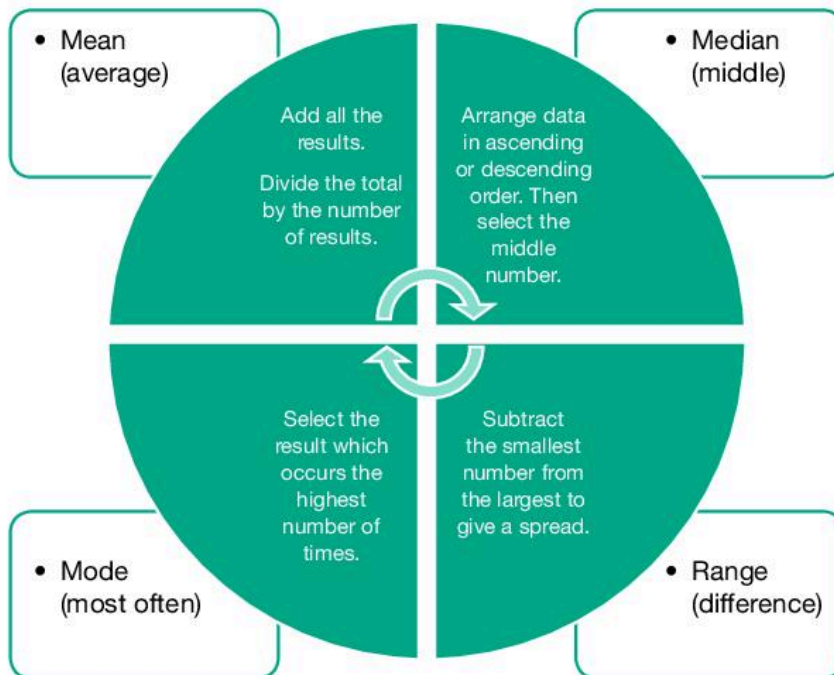 • Mean
(average)
Add all the
results.
Divide the total
by the number
of results.
• Median
(middle)
Arrange data
in ascending
or descending
order. Then
select the
middle
number.
• Mode
(most often)
Select the
result which
occurs the
highest
number of
times.
• Range
(difference)
Subtract
the smallest
number from
the largest to
give a spread.